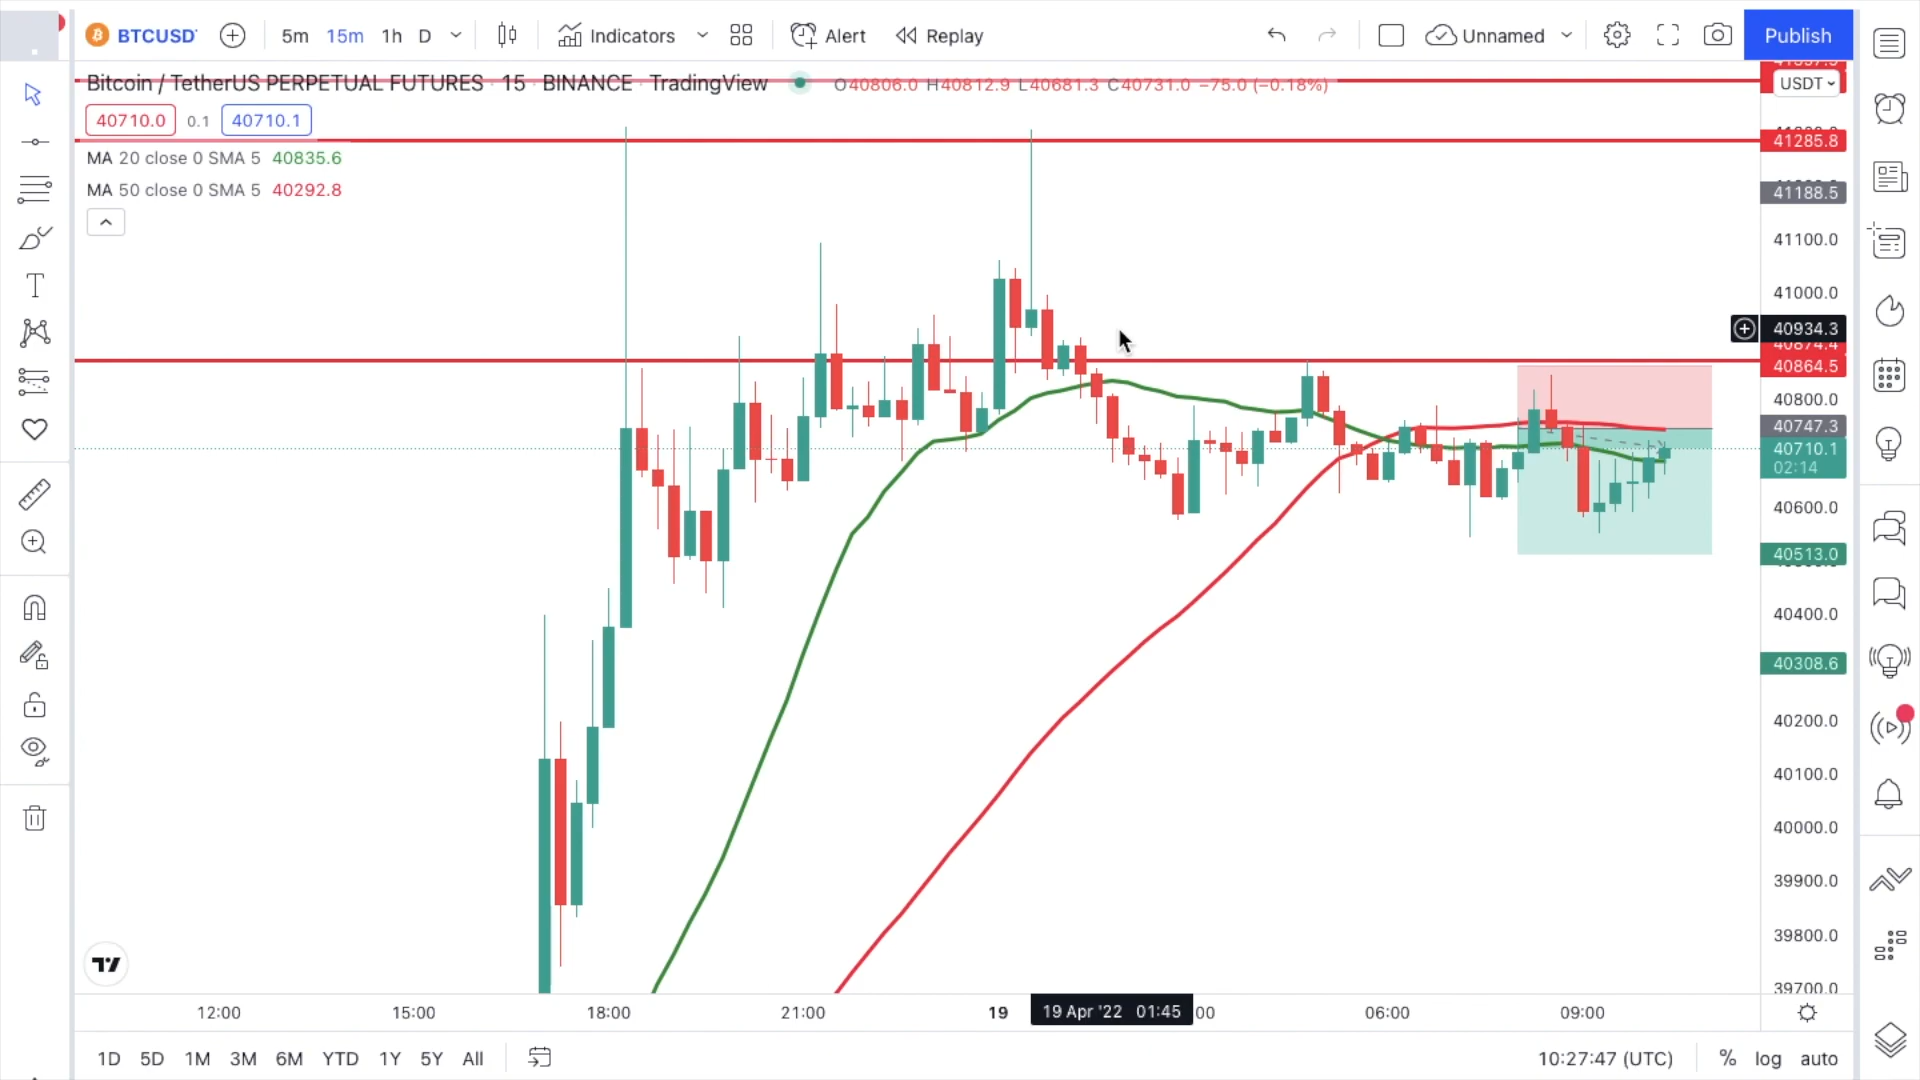 BTCUSD 5m 15m 1h D Indicators Alert Replay Unnamed Publish
Bitcoin / TetherUS PERPETUAL FUTURES · 15 · BINANCE · TradingView O40806.0 H40812.9 L40681.3 C40731.0 −75.0 (−0.18%)
USDT
40710.0 0.1 40710.1
MA 20 close 0 SMA 5 40835.6
MA 50 close 0 SMA 5 40292.8
41285.8
41188.5
41100.0
41000.0
40934.3
40874.4
40864.5
40800.0
40747.3
40710.1
02:14
40600.0
40513.0
40400.0
40308.6
40200.0
40100.0
40000.0
39900.0
39800.0
39700.0
12:00 15:00 18:00 21:00 19 19 Apr '22 01:45 :00 06:00 09:00
1D 5D 1M 3M 6M YTD 1Y 5Y All 10:27:47 (UTC) % log auto